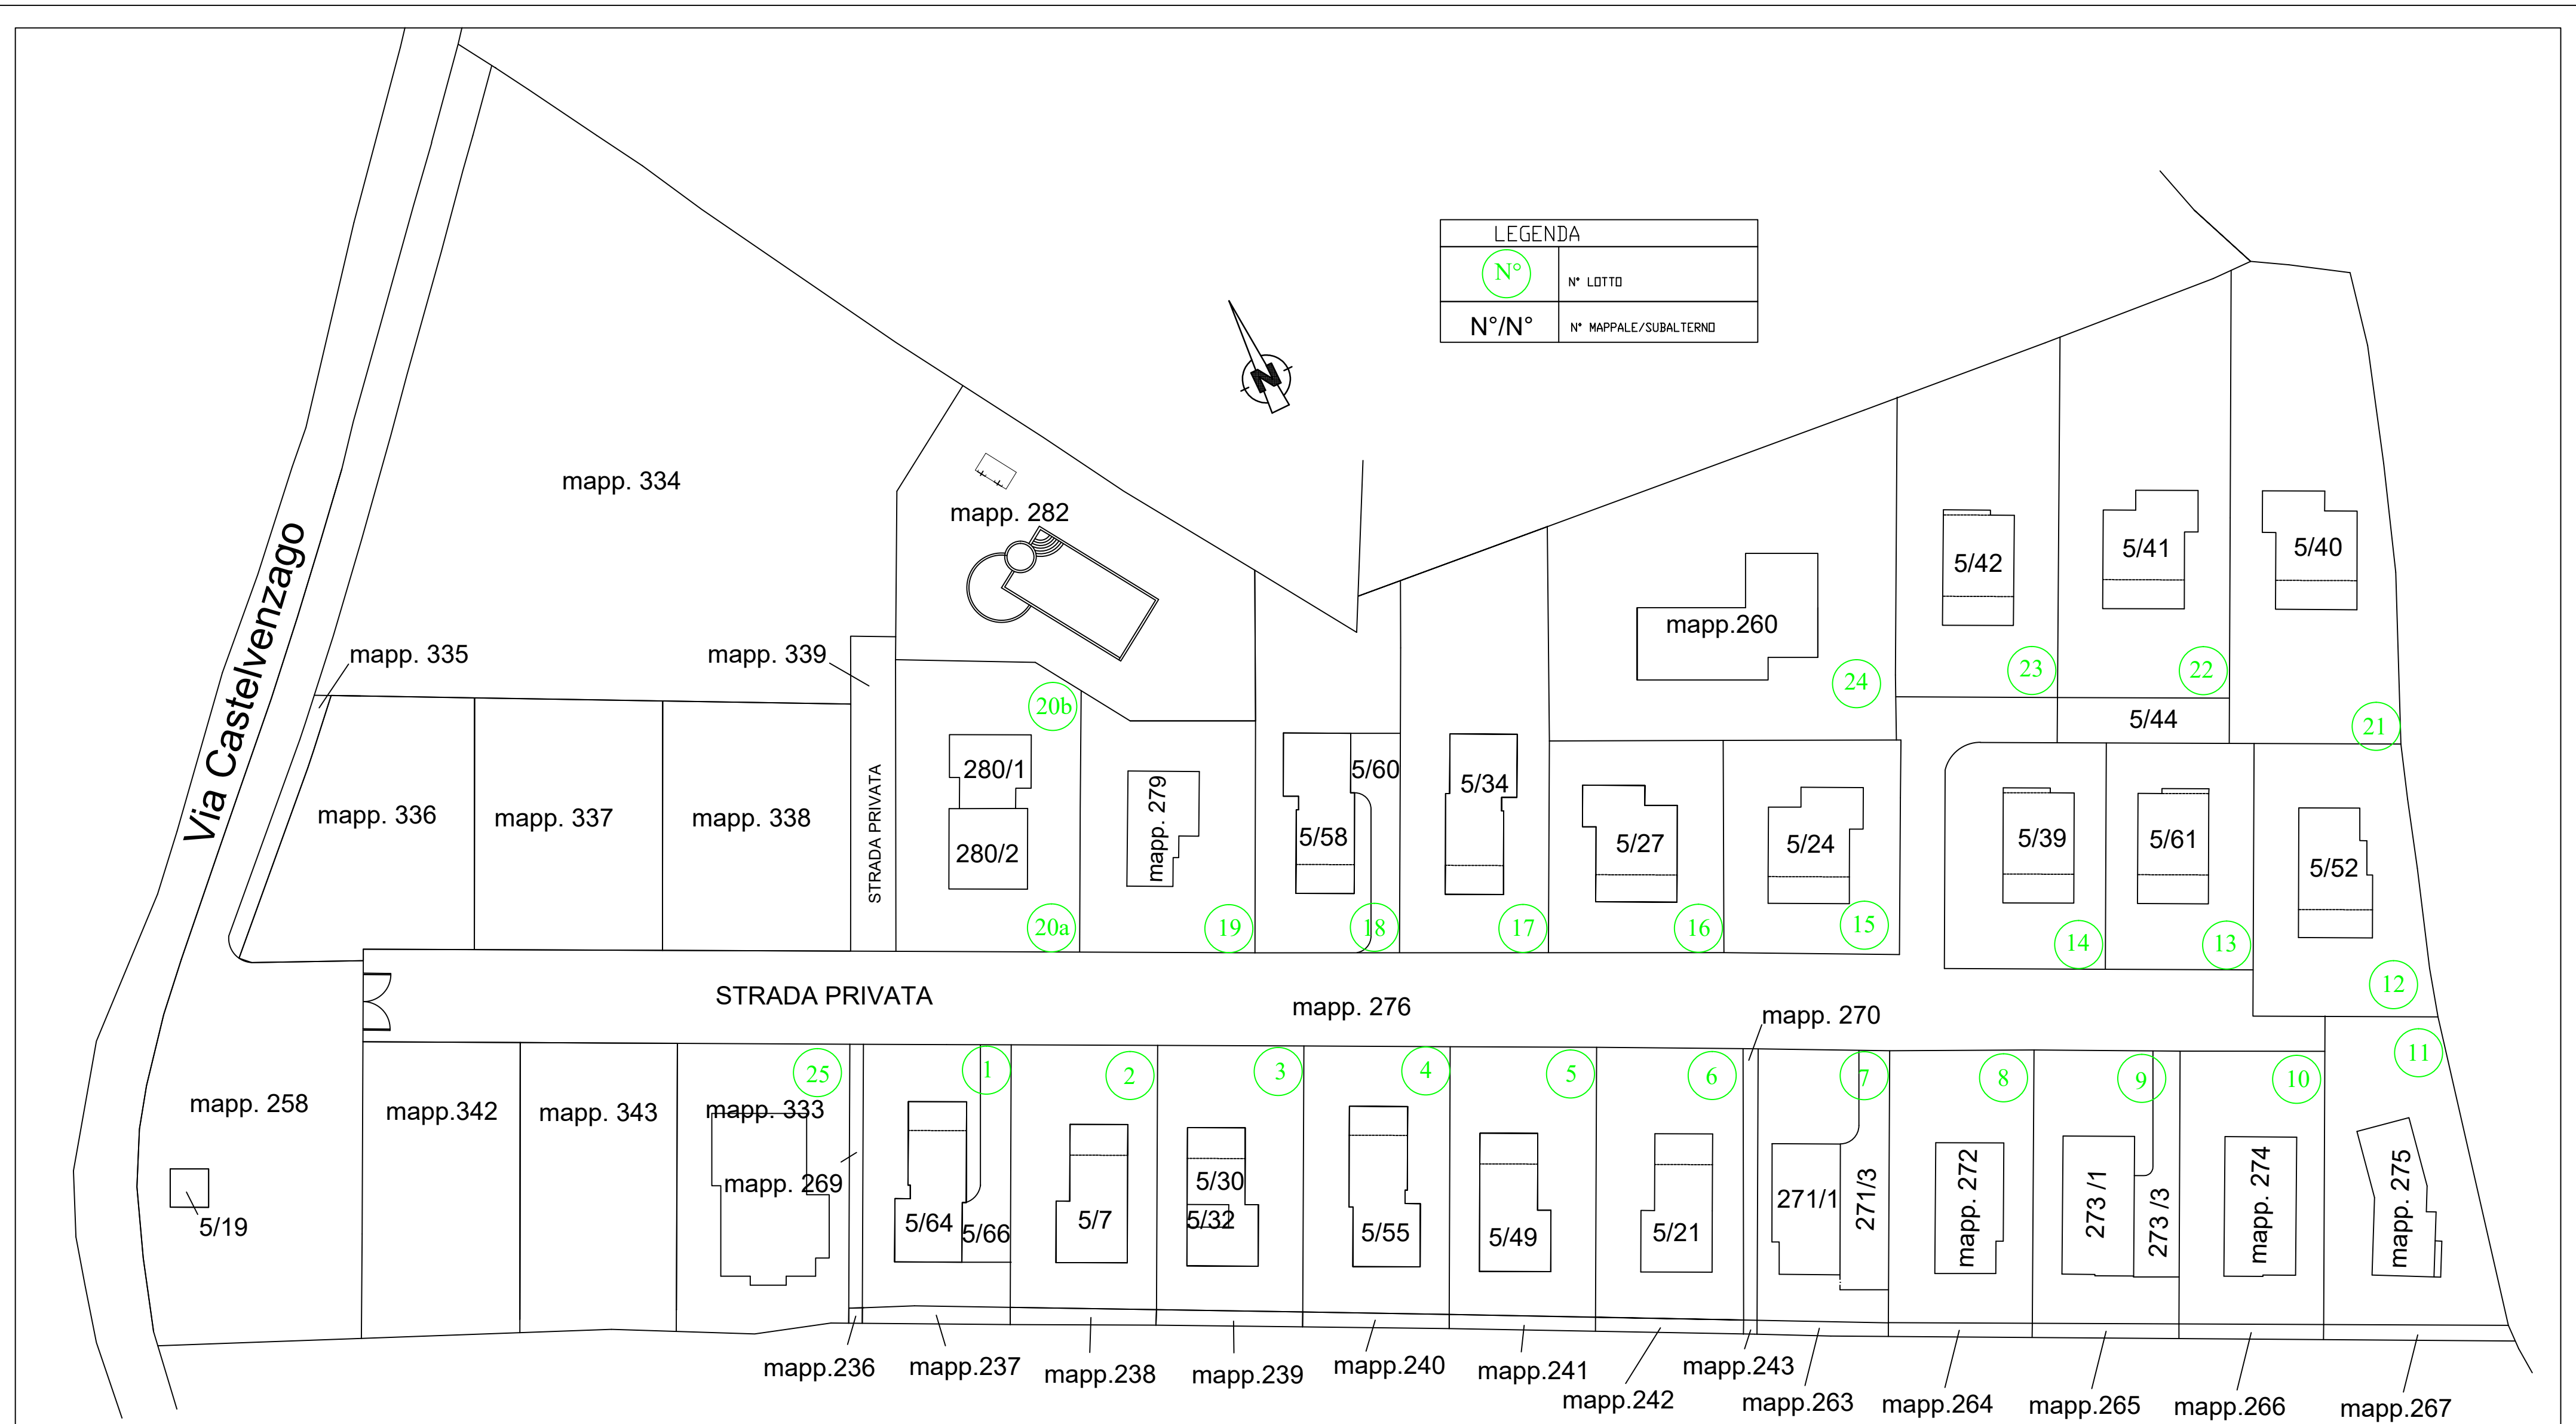 LEGENDA
N°
N° LOTTO
N°/N°
N° MAPPALE/SUBALTERNO
N
Via Castelvenzago
mapp. 334
mapp. 282
mapp. 335
mapp. 339
mapp. 336
mapp. 337
mapp. 338
STRADA PRIVATA
20b
280/1
280/2
20a
mapp. 279
19
5/60
5/58
18
5/34
17
mapp.260
24
5/27
16
5/24
15
5/42
23
5/41
22
5/40
21
5/44
5/39
14
5/61
13
5/52
12
STRADA PRIVATA
mapp. 276
mapp. 270
mapp. 258
5/19
mapp.342
mapp. 343
25
mapp. 333
mapp. 269
1
5/64
5/66
2
5/7
3
5/30
5/32
4
5/55
5
5/49
6
5/21
7
271/1
271/3
8
mapp. 272
9
273 /1
273 /3
10
mapp. 274
11
mapp. 275
mapp.236
mapp.237
mapp.238
mapp.239
mapp.240
mapp.241
mapp.242
mapp.243
mapp.263
mapp.264
mapp.265
mapp.266
mapp.267